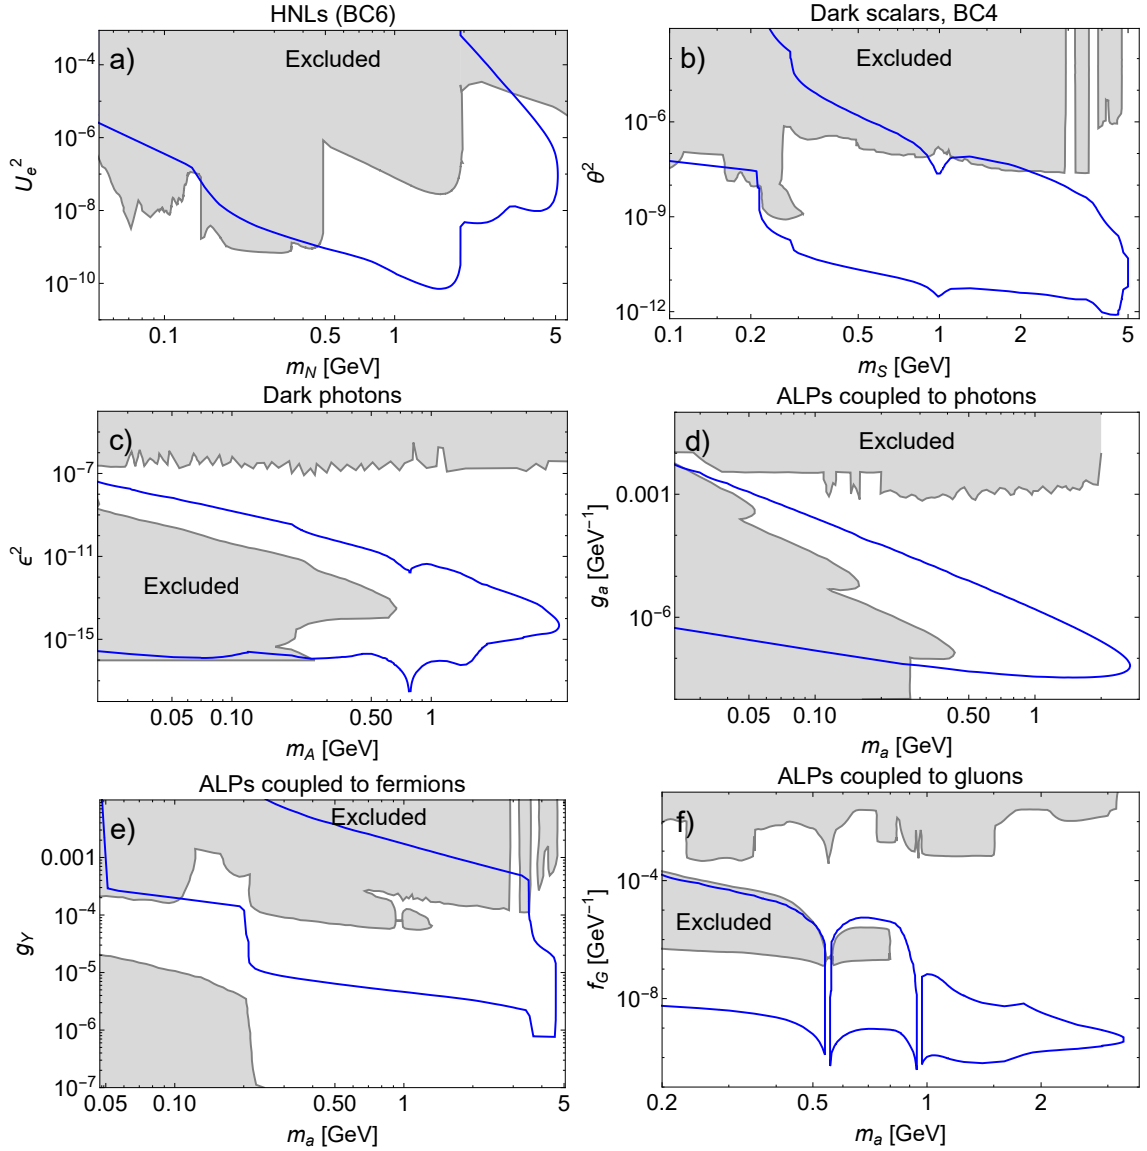 HNLs (BC6)
a)
Excluded
10⁻⁴
10⁻⁶
10⁻⁸
10⁻¹⁰
U_e²
0.1 0.5 1 5
m_N [GeV]
Dark scalars, BC4
b)
Excluded
10⁻⁶
10⁻⁹
10⁻¹²
θ²
0.1 0.2 0.5 1 2 5
m_S [GeV]
Dark photons
c)
10⁻⁷
10⁻¹¹
10⁻¹⁵
ϵ²
Excluded
0.05 0.10 0.50 1
m_A [GeV]
ALPs coupled to photons
d)
Excluded
0.001
10⁻⁶
g_a [GeV⁻¹]
0.05 0.10 0.50 1
m_a [GeV]
ALPs coupled to fermions
e)
Excluded
0.001
10⁻⁴
10⁻⁵
10⁻⁶
10⁻⁷
g_Y
0.05 0.10 0.50 1 5
m_a [GeV]
ALPs coupled to gluons
f)
10⁻⁴
10⁻⁸
f_G [GeV⁻¹]
Excluded
0.2 0.5 1 2
m_a [GeV]